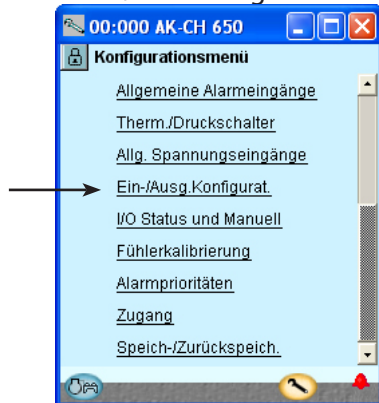 00:000 AK-CH 650
Konfigurationsmenü
Allgemeine Alarmeingänge
Therm./Druckschalter
Allg. Spannungseingänge
Ein-/Ausg.Konfigurat.
I/O Status und Manuell
Fühlerkalibrierung
Alarmprioritäten
Zugang
Speich-/Zurückspeich.